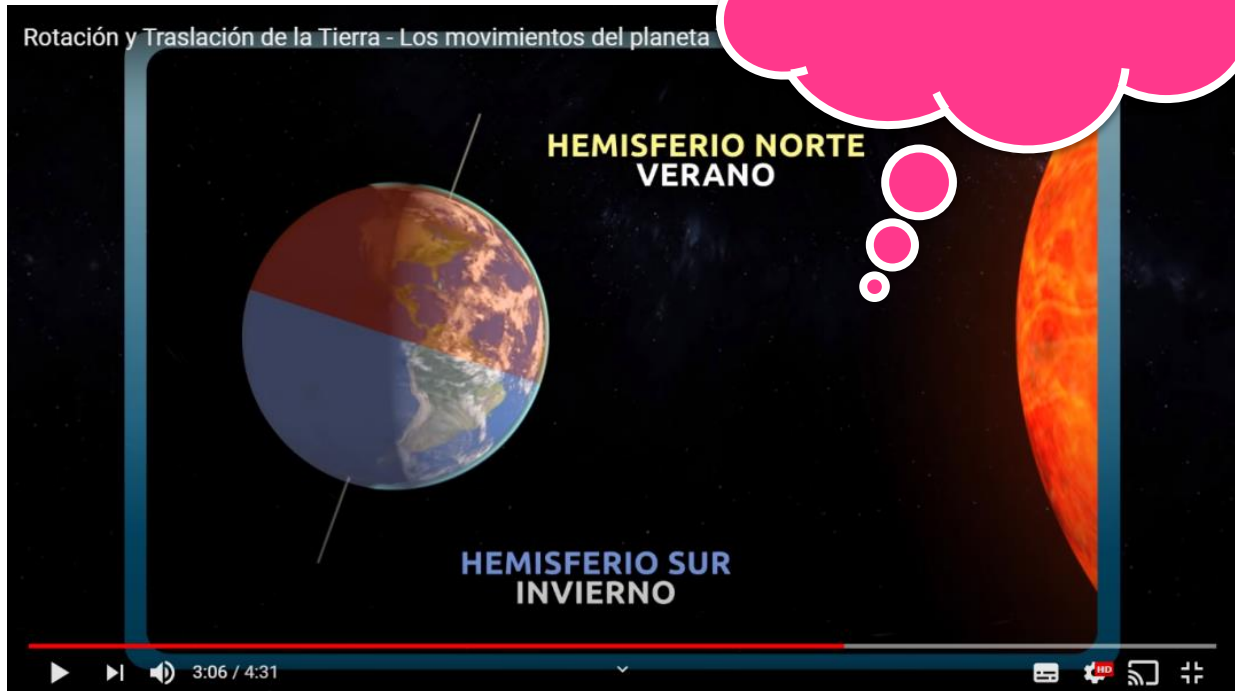 Rotación y Traslación de la Tierra - Los movimientos del planeta
HEMISFERIO NORTE
VERANO
HEMISFERIO SUR
INVIERNO
3:06 / 4:31
HD